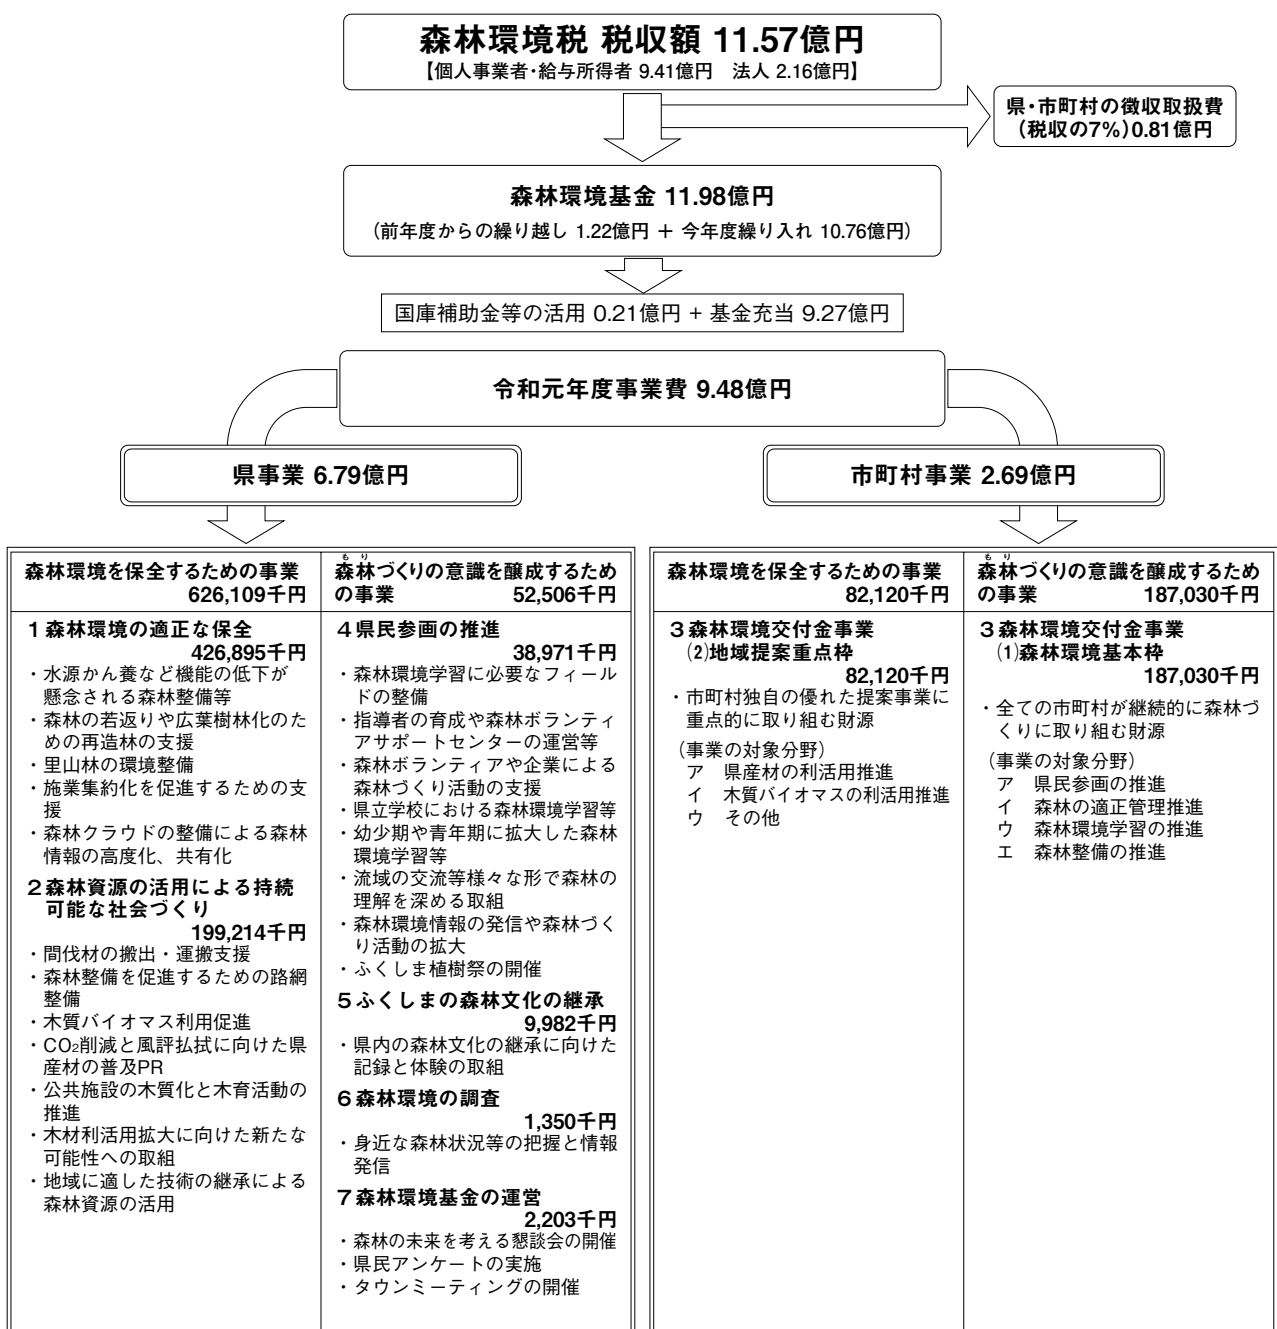 森林環境税 税収額 11.57億円
【個人事業者･給与所得者 9.41億円　法人 2.16億円】
県・市町村の徴収取扱費
（税収の7％）0.81億円
森林環境基金 11.98億円
（前年度からの繰り越し 1.22億円 ＋ 今年度繰り入れ 10.76億円）
国庫補助金等の活用 0.21億円 + 基金充当 9.27億円
令和元年度事業費 9.48億円
県事業 6.79億円
市町村事業 2.69億円
森林環境を保全するための事業
626,109千円
1 森林環境の適正な保全
426,895千円
・水源かん養など機能の低下が
懸念される森林整備等
・森林の若返りや広葉樹林化のた
めの再造林の支援
・里山林の環境整備
・施業集約化を促進するための支
援
・森林クラウドの整備による森林
情報の高度化、共有化
2 森林資源の活用による持続
可能な社会づくり
199,214千円
・間伐材の搬出・運搬支援
・森林整備を促進するための路網
整備
・木質バイオマス利用促進
・CO₂削減と風評払拭に向けた県
産材の普及PR
・公共施設の木質化と木育活動の
推進
・木材利活用拡大に向けた新たな
可能性への取組
・地域に適した技術の継承による
森林資源の活用
もり
森林づくりの意識を醸成するため
の事業 52,506千円
4 県民参画の推進
38,971千円
・森林環境学習に必要なフィール
ドの整備
・指導者の育成や森林ボランティ
アサポートセンターの運営等
・森林ボランティアや企業による
森林づくり活動の支援
・県立学校における森林環境学習等
・幼少期や青年期に拡大した森林
環境学習等
・流域の交流等様々な形で森林の
理解を深める取組
・森林環境情報の発信や森林づく
り活動の拡大
・ふくしま植樹祭の開催
5 ふくしまの森林文化の継承
9,982千円
・県内の森林文化の継承に向けた
記録と体験の取組
6 森林環境の調査
1,350千円
・身近な森林状況等の把握と情報
発信
7 森林環境基金の運営
2,203千円
・森林の未来を考える懇談会の開催
・県民アンケートの実施
・タウンミーティングの開催
森林環境を保全するための事業
82,120千円
3 森林環境交付金事業
(2)地域提案重点枠
82,120千円
・市町村独自の優れた提案事業に
重点的に取り組む財源
（事業の対象分野）
ア　県産材の利活用推進
イ　木質バイオマスの利活用推進
ウ　その他
もり
森林づくりの意識を醸成するため
の事業 187,030千円
3 森林環境交付金事業
(1)森林環境基本枠
187,030千円
・全ての市町村が継続的に森林づ
くりに取り組む財源
（事業の対象分野）
ア　県民参画の推進
イ　森林の適正管理推進
ウ　森林環境学習の推進
エ　森林整備の推進